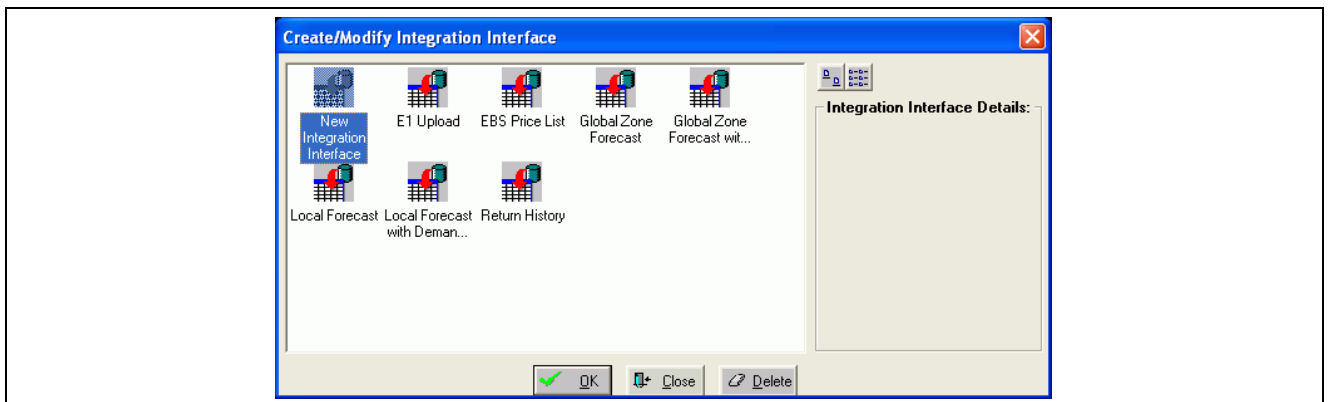 Create/Modify Integration Interface
New Integration Interface
E1 Upload
EBS Price List
Global Zone Forecast
Global Zone Forecast wit...
Integration Interface Details:
Local Forecast
Local Forecast with Deman...
Return History
OK
Close
Delete